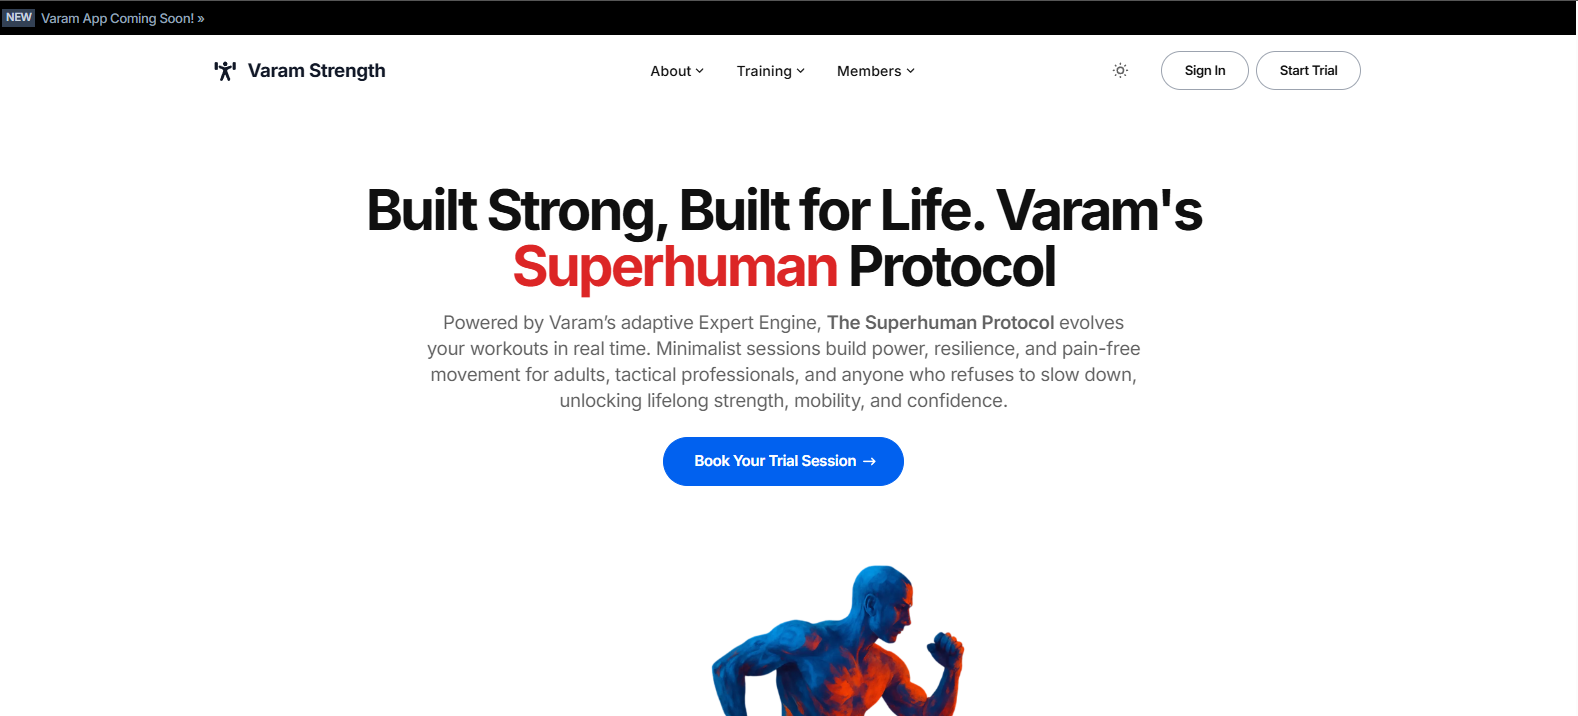 NEW Varam App Coming Soon! »
Varam Strength
About
Training
Members
Sign In
Start Trial
Built Strong, Built for Life. Varam's
Superhuman Protocol
Powered by Varam’s adaptive Expert Engine, The Superhuman Protocol evolves
your workouts in real time. Minimalist sessions build power, resilience, and pain-free
movement for adults, tactical professionals, and anyone who refuses to slow down,
unlocking lifelong strength, mobility, and confidence.
Book Your Trial Session →